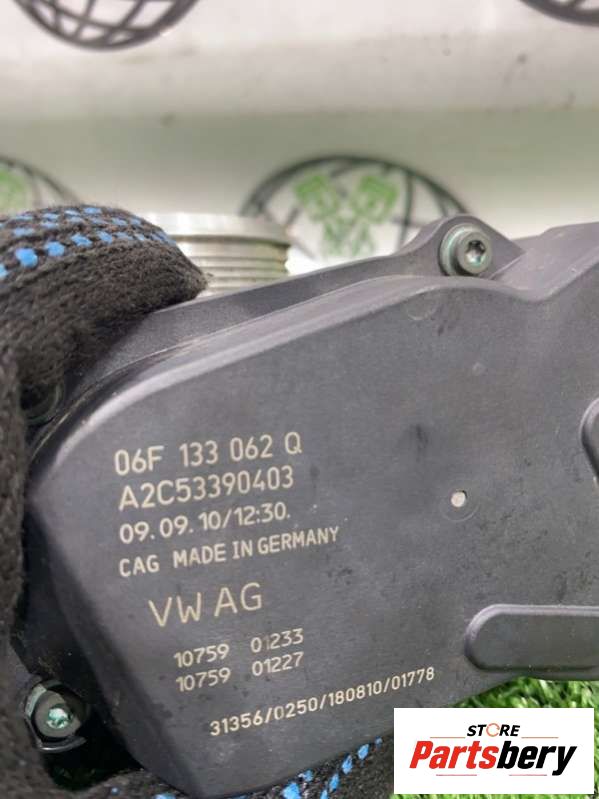 06F 133 062 Q
A2C53390403
09.09.10/12:30.
CAG MADE IN GERMANY
VW AG
10759 01233
10759 01227
31356/0250/180810/01778
STORE
Partsbery